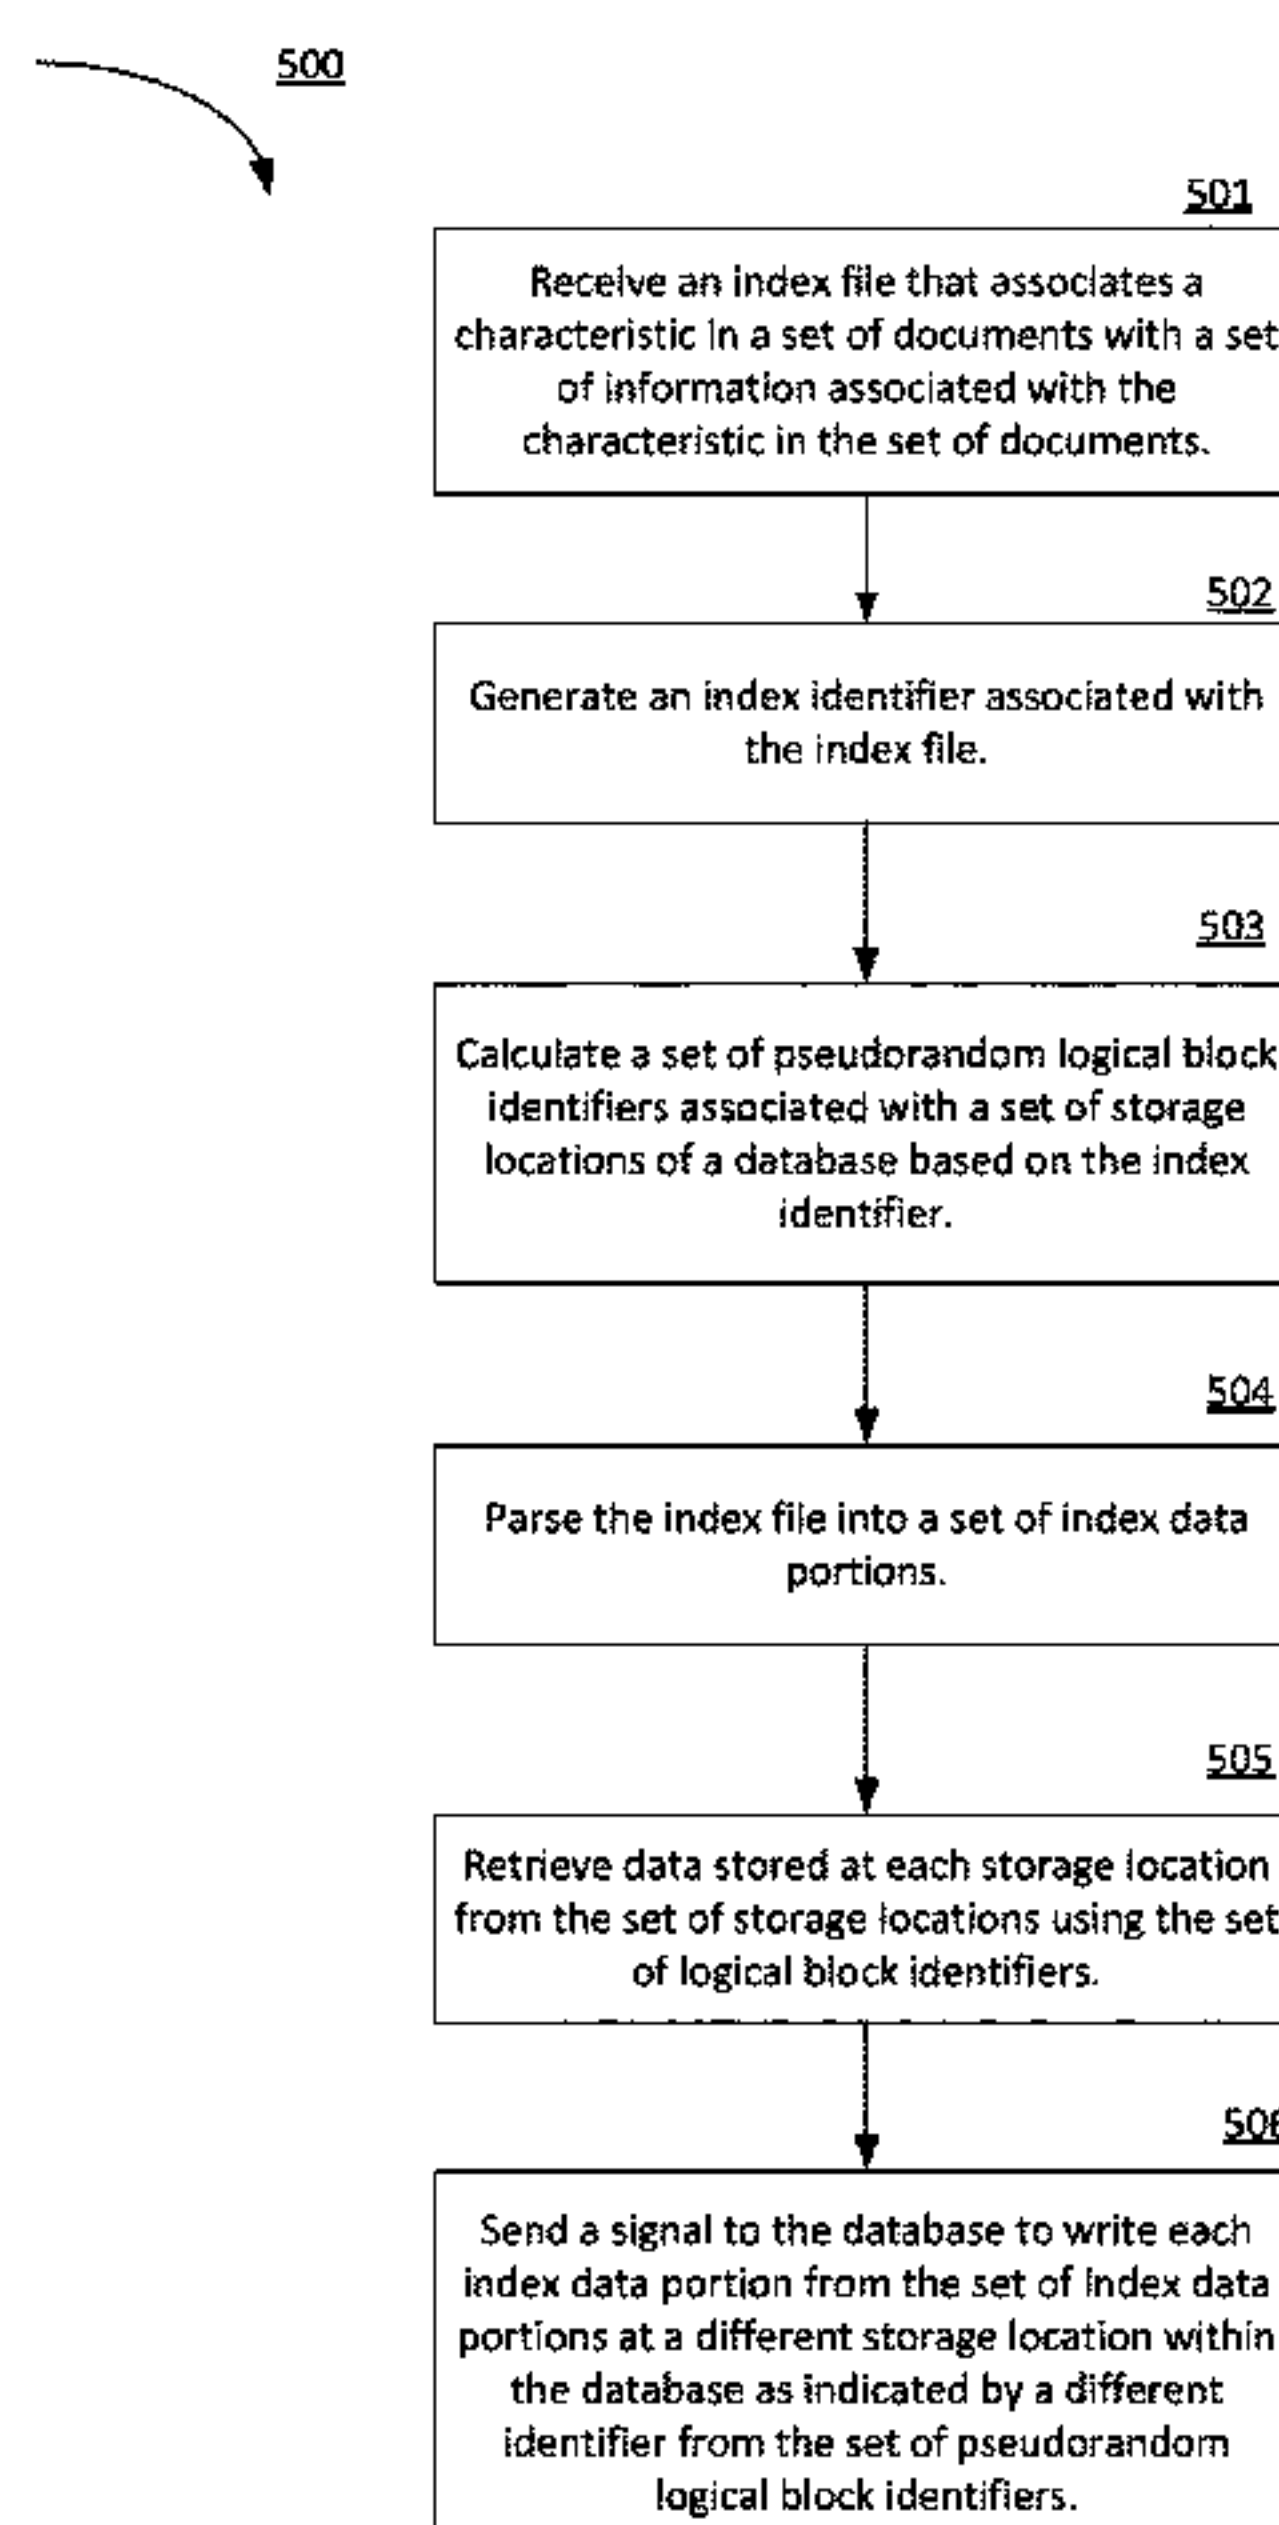 500
501
Receive an index file that associates a
characteristic in a set of documents with a set
of information associated with the
characteristic in the set of documents.
502
Generate an index identifier associated with
the index file.
503
Calculate a set of pseudorandom logical block
identifiers associated with a set of storage
locations of a database based on the index
identifier.
504
Parse the index file into a set of index data
portions.
505
Retrieve data stored at each storage location
from the set of storage locations using the set
of logical block identifiers.
506
Send a signal to the database to write each
index data portion from the set of index data
portions at a different storage location within
the database as indicated by a different
identifier from the set of pseudorandom
logical block identifiers.